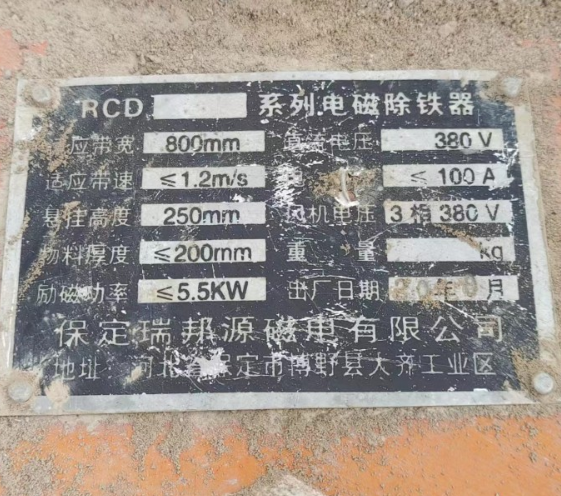 RCD 系列电磁除铁器
应带宽 800mm 电压 380 V
适应带速 ≤1.2m/s ≤ 100 A
悬挂高度 250mm 风机电压 3 相 380 V
物料厚度 ≤200mm 重 量 kg
励磁功率 ≤5.5KW 出厂日期 年 月
保定瑞邦源磁电有限公司
地址: 河北省保定市博野县大齐工业区